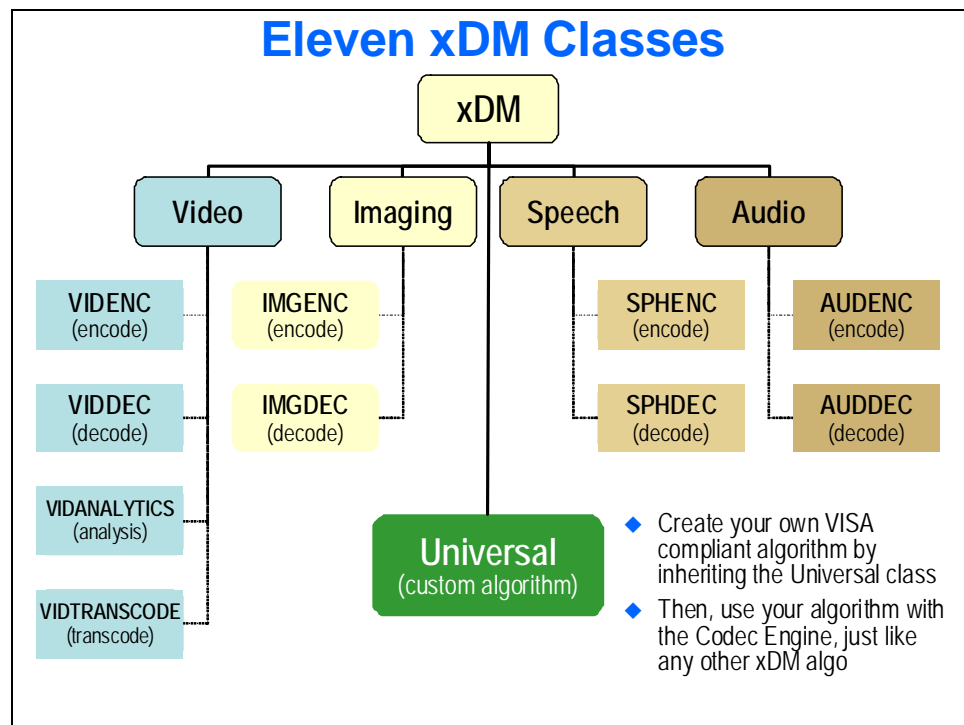 Eleven xDM Classes
xDM
Video
Imaging
Speech
Audio
VIDENC
(encode)
IMGENC
(encode)
SPHENC
(encode)
AUDENC
(encode)
VIDDEC
(decode)
IMGDEC
(decode)
SPHDEC
(decode)
AUDDEC
(decode)
VIDANALYTICS
(analysis)
VIDTRANSCODE
(transcode)
Universal
(custom algorithm)
Create your own VISA
compliant algorithm by
inheriting the Universal class
Then, use your algorithm with
the Codec Engine, just like
any other xDM algo